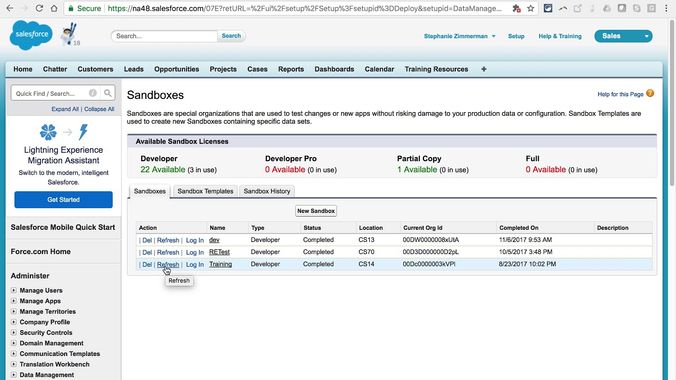 Secure
https://na48.salesforce.com/07E?retURL=%2Fui%2Fsetup%2FSetup%3Fsetupid%3DDeploy&setupid=DataManage...
salesforce
18
Search...
Search
Stephanie Zimmerman
Setup
Help & Training
Sales
Home Chatter Customers Leads Opportunities Projects Cases Reports Dashboards Calendar Training Resources +
Quick Find / Search...
Expand All | Collapse All
Lightning Experience
Migration Assistant
Switch to the modern, intelligent
Salesforce.
Get Started
Salesforce Mobile Quick Start
Force.com Home
Administer
Manage Users
Manage Apps
Manage Territories
Company Profile
Security Controls
Domain Management
Communication Templates
Translation Workbench
Data Management
Sandboxes
Help for this Page
Sandboxes are special organizations that are used to test changes or new apps without risking damage to your production data or configuration. Sandbox Templates are
used to create new Sandboxes containing specific data sets.
Available Sandbox Licenses
Developer Developer Pro Partial Copy Full
22 Available (3 in use) 0 Available (0 in use) 1 Available (0 in use) 0 Available (0 in use)
Sandboxes Sandbox Templates Sandbox History
New Sandbox
Action Name Type Status Location Current Org Id Completed On Description
| Del | Refresh | Log In dev Developer Completed CS13 00DW0000008xUtA 11/6/2017 9:53 AM
| Del | Refresh | Log In RETest Developer Completed CS70 00D3D000000D2pL 10/5/2017 3:48 PM
| Del | Refresh | Log In Training Developer Completed CS14 00Dc0000003kVPl 8/23/2017 10:02 PM
Refresh